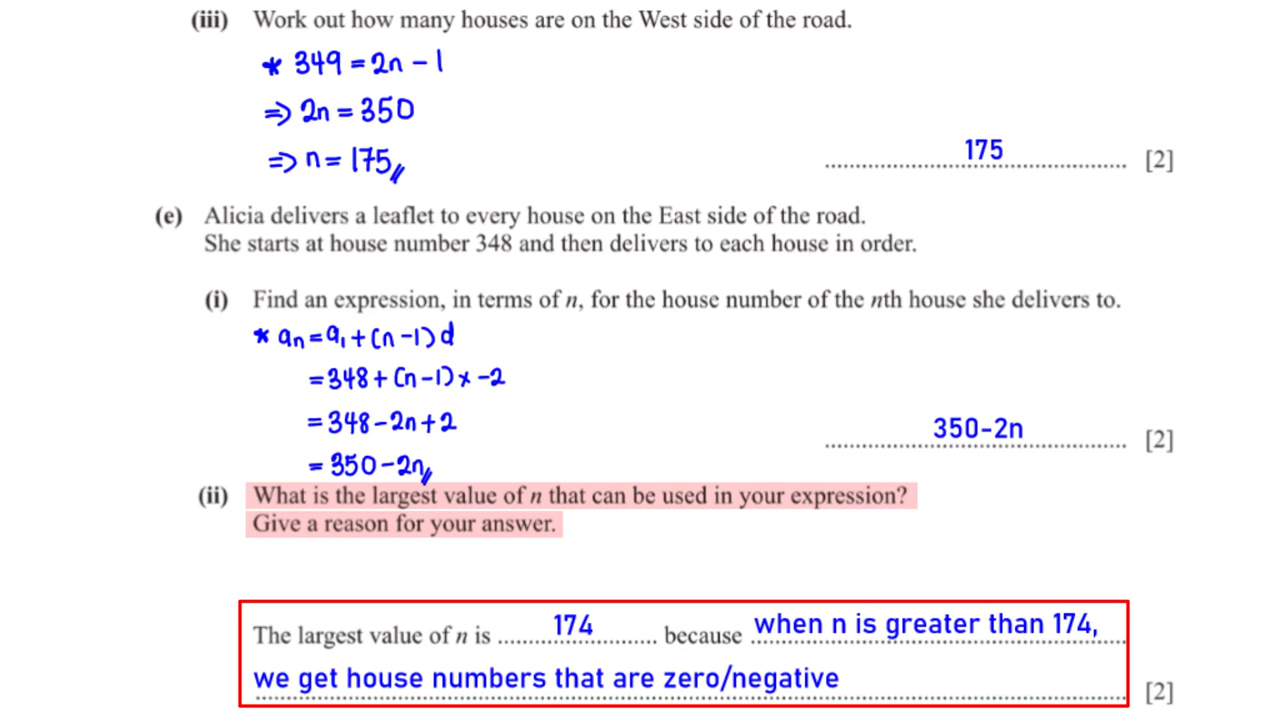 (iii) Work out how many houses are on the West side of the road.
* 349 = 2n - 1
⇒ 2n = 350
⇒ n = 175//
175 [2]
(e) Alicia delivers a leaflet to every house on the East side of the road.
She starts at house number 348 and then delivers to each house in order.
(i) Find an expression, in terms of n, for the house number of the nth house she delivers to.
* aₙ = a₁ + (n - 1) d
= 348 + (n - 1) × -2
= 348 - 2n + 2
350-2n [2]
= 350 - 2n//
(ii) What is the largest value of n that can be used in your expression?
Give a reason for your answer.
The largest value of n is 174 because when n is greater than 174,
we get house numbers that are zero/negative [2]